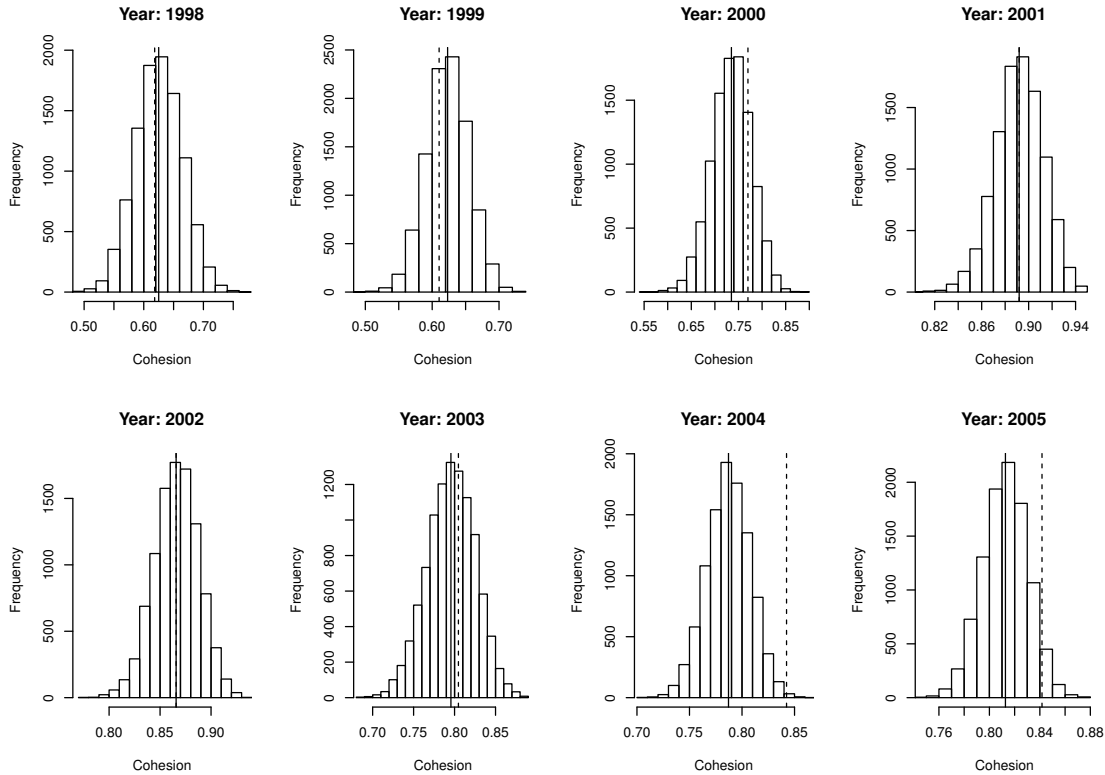 Year: 1998
Frequency
0 500 1000 1500 2000
0.50 0.60 0.70
Cohesion
Year: 1999
Frequency
0 500 1000 1500 2000 2500
0.50 0.60 0.70
Cohesion
Year: 2000
Frequency
0 500 1000 1500
0.55 0.65 0.75 0.85
Cohesion
Year: 2001
Frequency
0 500 1000 1500
0.82 0.86 0.90 0.94
Cohesion
Year: 2002
Frequency
0 500 1000 1500
0.80 0.85 0.90
Cohesion
Year: 2003
Frequency
0 200 400 600 800 1200
0.70 0.75 0.80 0.85
Cohesion
Year: 2004
Frequency
0 500 1000 1500 2000
0.70 0.75 0.80 0.85
Cohesion
Year: 2005
Frequency
0 500 1000 1500 2000
0.76 0.80 0.84 0.88
Cohesion